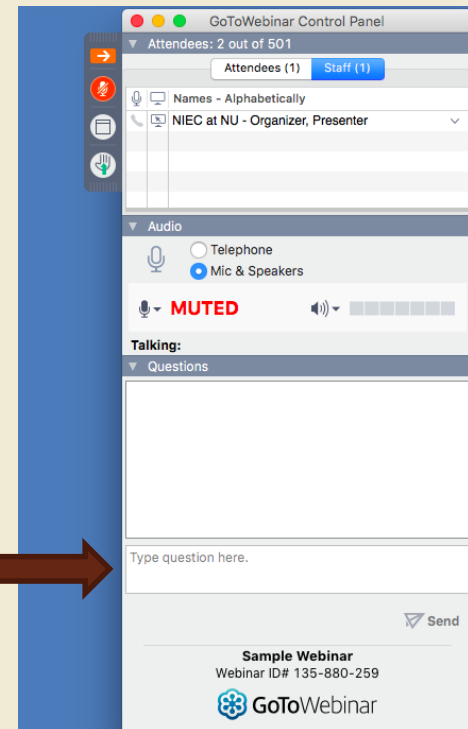 GoToWebinar Control Panel
Attendees: 2 out of 501
Attendees (1) Staff (1)
Names - Alphabetically
NIEC at NU - Organizer, Presenter
Audio
Telephone
Mic & Speakers
MUTED
Talking:
Questions
Type question here.
Send
Sample Webinar
Webinar ID# 135-880-259
GoToWebinar